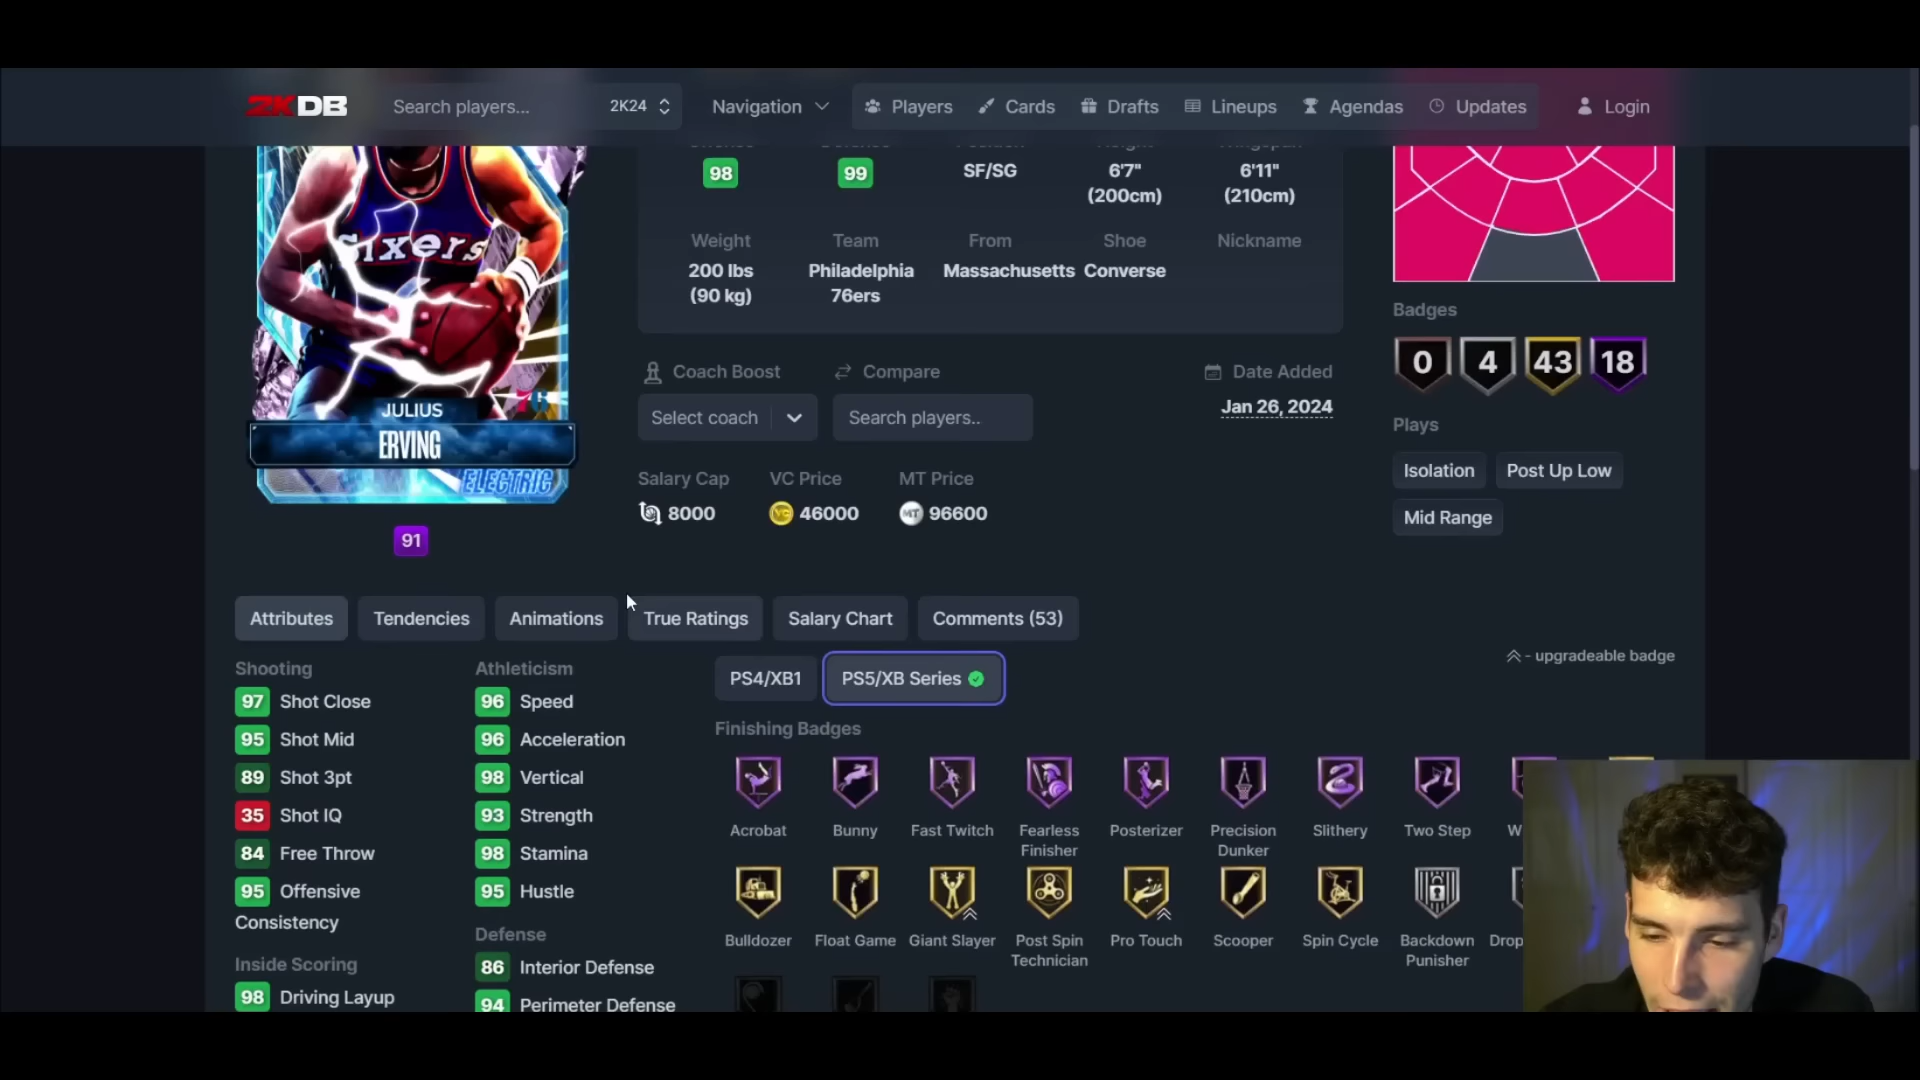 2KDB
Search players...
2K24
Navigation
Players
Cards
Drafts
Lineups
Agendas
Updates
Login
98
99
SF/SG
6'7"
(200cm)
6'11"
(210cm)
Weight
Team
From
Shoe
Nickname
200 lbs
(90 kg)
Philadelphia
76ers
Massachusetts
Converse
Sixers
JULIUS
ERVING
ELECTRIC
91
Coach Boost
Compare
Date Added
Select coach
Search players..
Jan 26, 2024
Salary Cap
VC Price
MT Price
8000
VC
46000
MT
96600
Badges
0
4
43
18
Plays
Isolation
Post Up Low
Mid Range
Attributes
Tendencies
Animations
True Ratings
Salary Chart
Comments (53)
- upgradeable badge
Shooting
97 Shot Close
95 Shot Mid
89 Shot 3pt
35 Shot IQ
84 Free Throw
95 Offensive
Consistency
Inside Scoring
98 Driving Layup
Athleticism
96 Speed
96 Acceleration
98 Vertical
93 Strength
98 Stamina
95 Hustle
Defense
86 Interior Defense
94 Perimeter Defense
PS4/XB1
PS5/XB Series
Finishing Badges
Acrobat
Bunny
Fast Twitch
Fearless
Finisher
Posterizer
Precision
Dunker
Slithery
Two Step
Bulldozer
Float Game
Giant Slayer
Post Spin
Technician
Pro Touch
Scooper
Spin Cycle
Backdown
Punisher